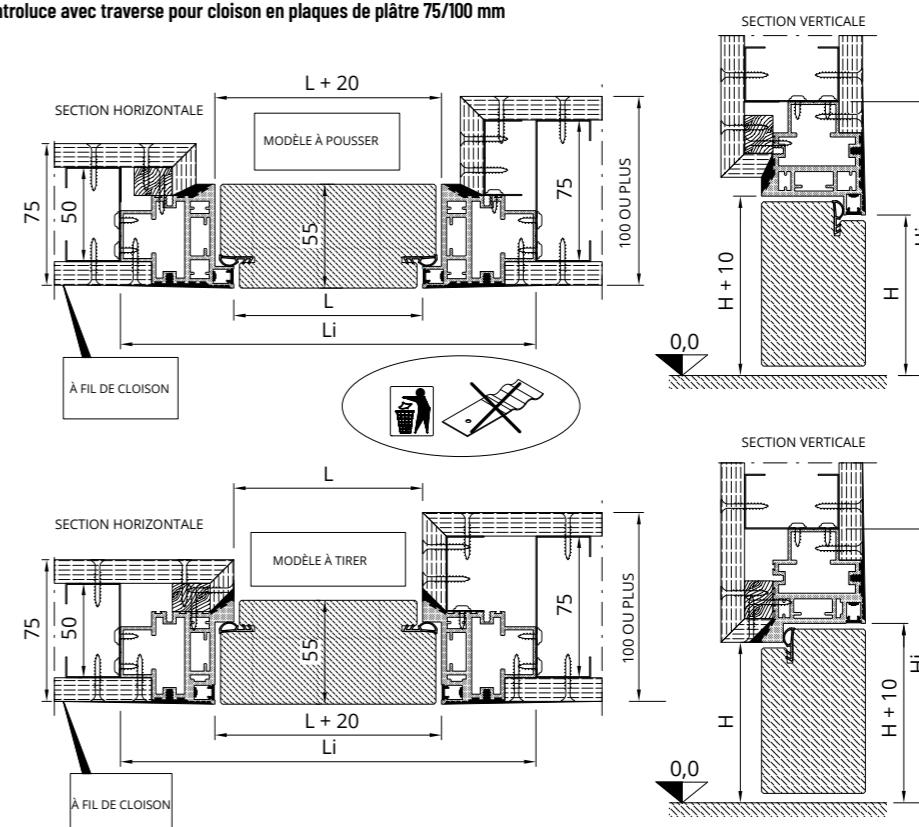 ntroluce avec traverse pour cloison en plaques de plâtre 75/100 mm
SECTION VERTICALE
L + 20
SECTION HORIZONTALE
MODÈLE À POUSSER
75
50
55
75
100 OU PLUS
L
Li
À FIL DE CLOISON
H + 10
H
0,0
L
SECTION HORIZONTALE
MODÈLE À TIRER
75
50
55
75
100 OU PLUS
L + 20
Li
À FIL DE CLOISON
SECTION VERTICALE
H
H + 10
Hi
0,0